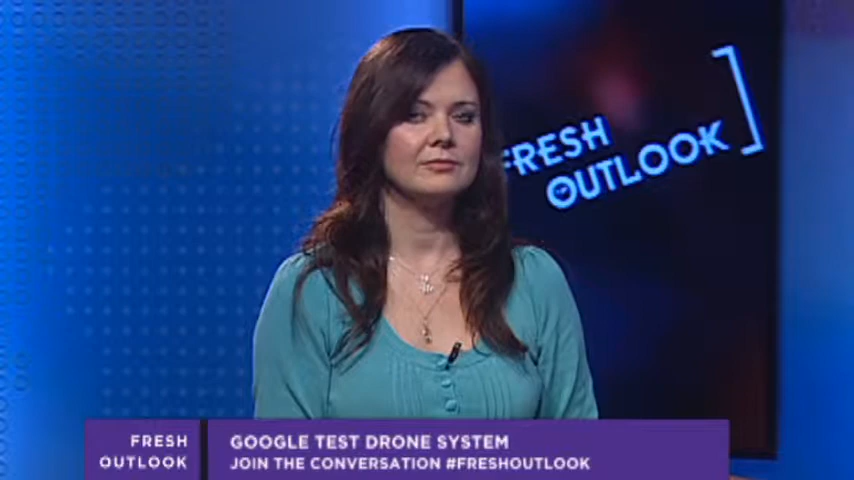 FRESH
OUTLOOK
FRESH
OUTLOOK
GOOGLE TEST DRONE SYSTEM
JOIN THE CONVERSATION #FRESHOUTLOOK